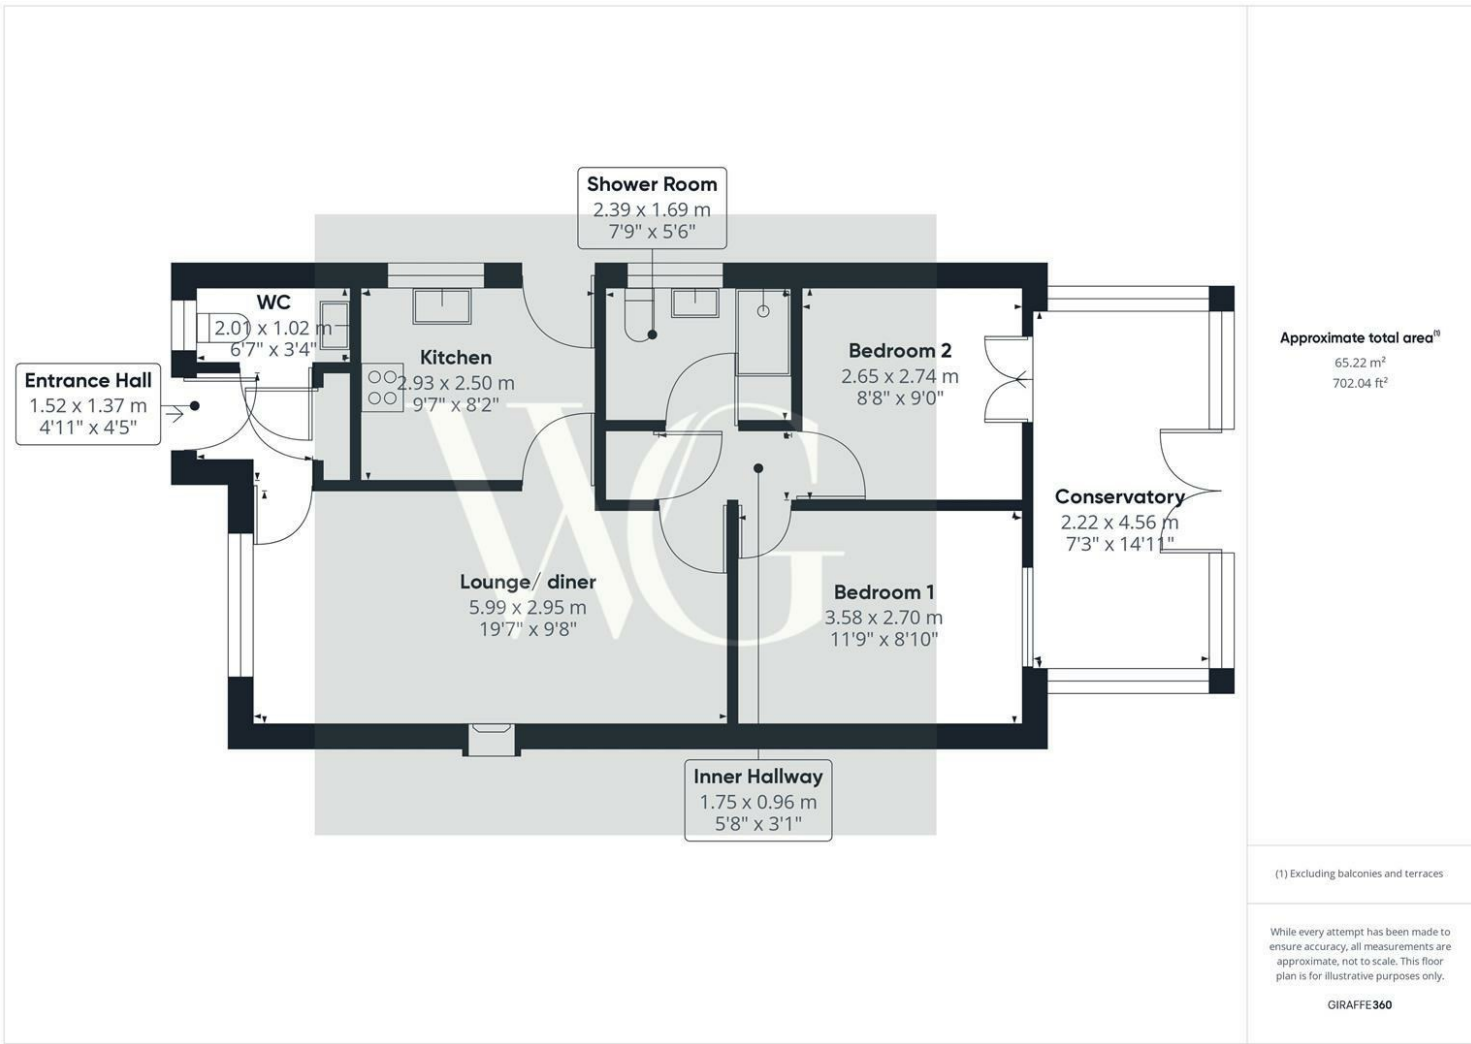 Shower Room
2.39 x 1.69 m
7'9" x 5'6"
WC
2.01 x 1.02 m
6'7" x 3'4"
Kitchen
2.93 x 2.50 m
9'7" x 8'2"
Bedroom 2
2.65 x 2.74 m
8'8" x 9'0"
Entrance Hall
1.52 x 1.37 m
4'11" x 4'5"
Conservatory
2.22 x 4.56 m
7'3" x 14'11"
Lounge/ diner
5.99 x 2.95 m
19'7" x 9'8"
Bedroom 1
3.58 x 2.70 m
11'9" x 8'10"
Inner Hallway
1.75 x 0.96 m
5'8" x 3'1"
WG
Approximate total area(1)
65.22 m²
702.04 ft²
(1) Excluding balconies and terraces
While every attempt has been made to
ensure accuracy, all measurements are
approximate, not to scale. This floor
plan is for illustrative purposes only.
GIRAFFE360